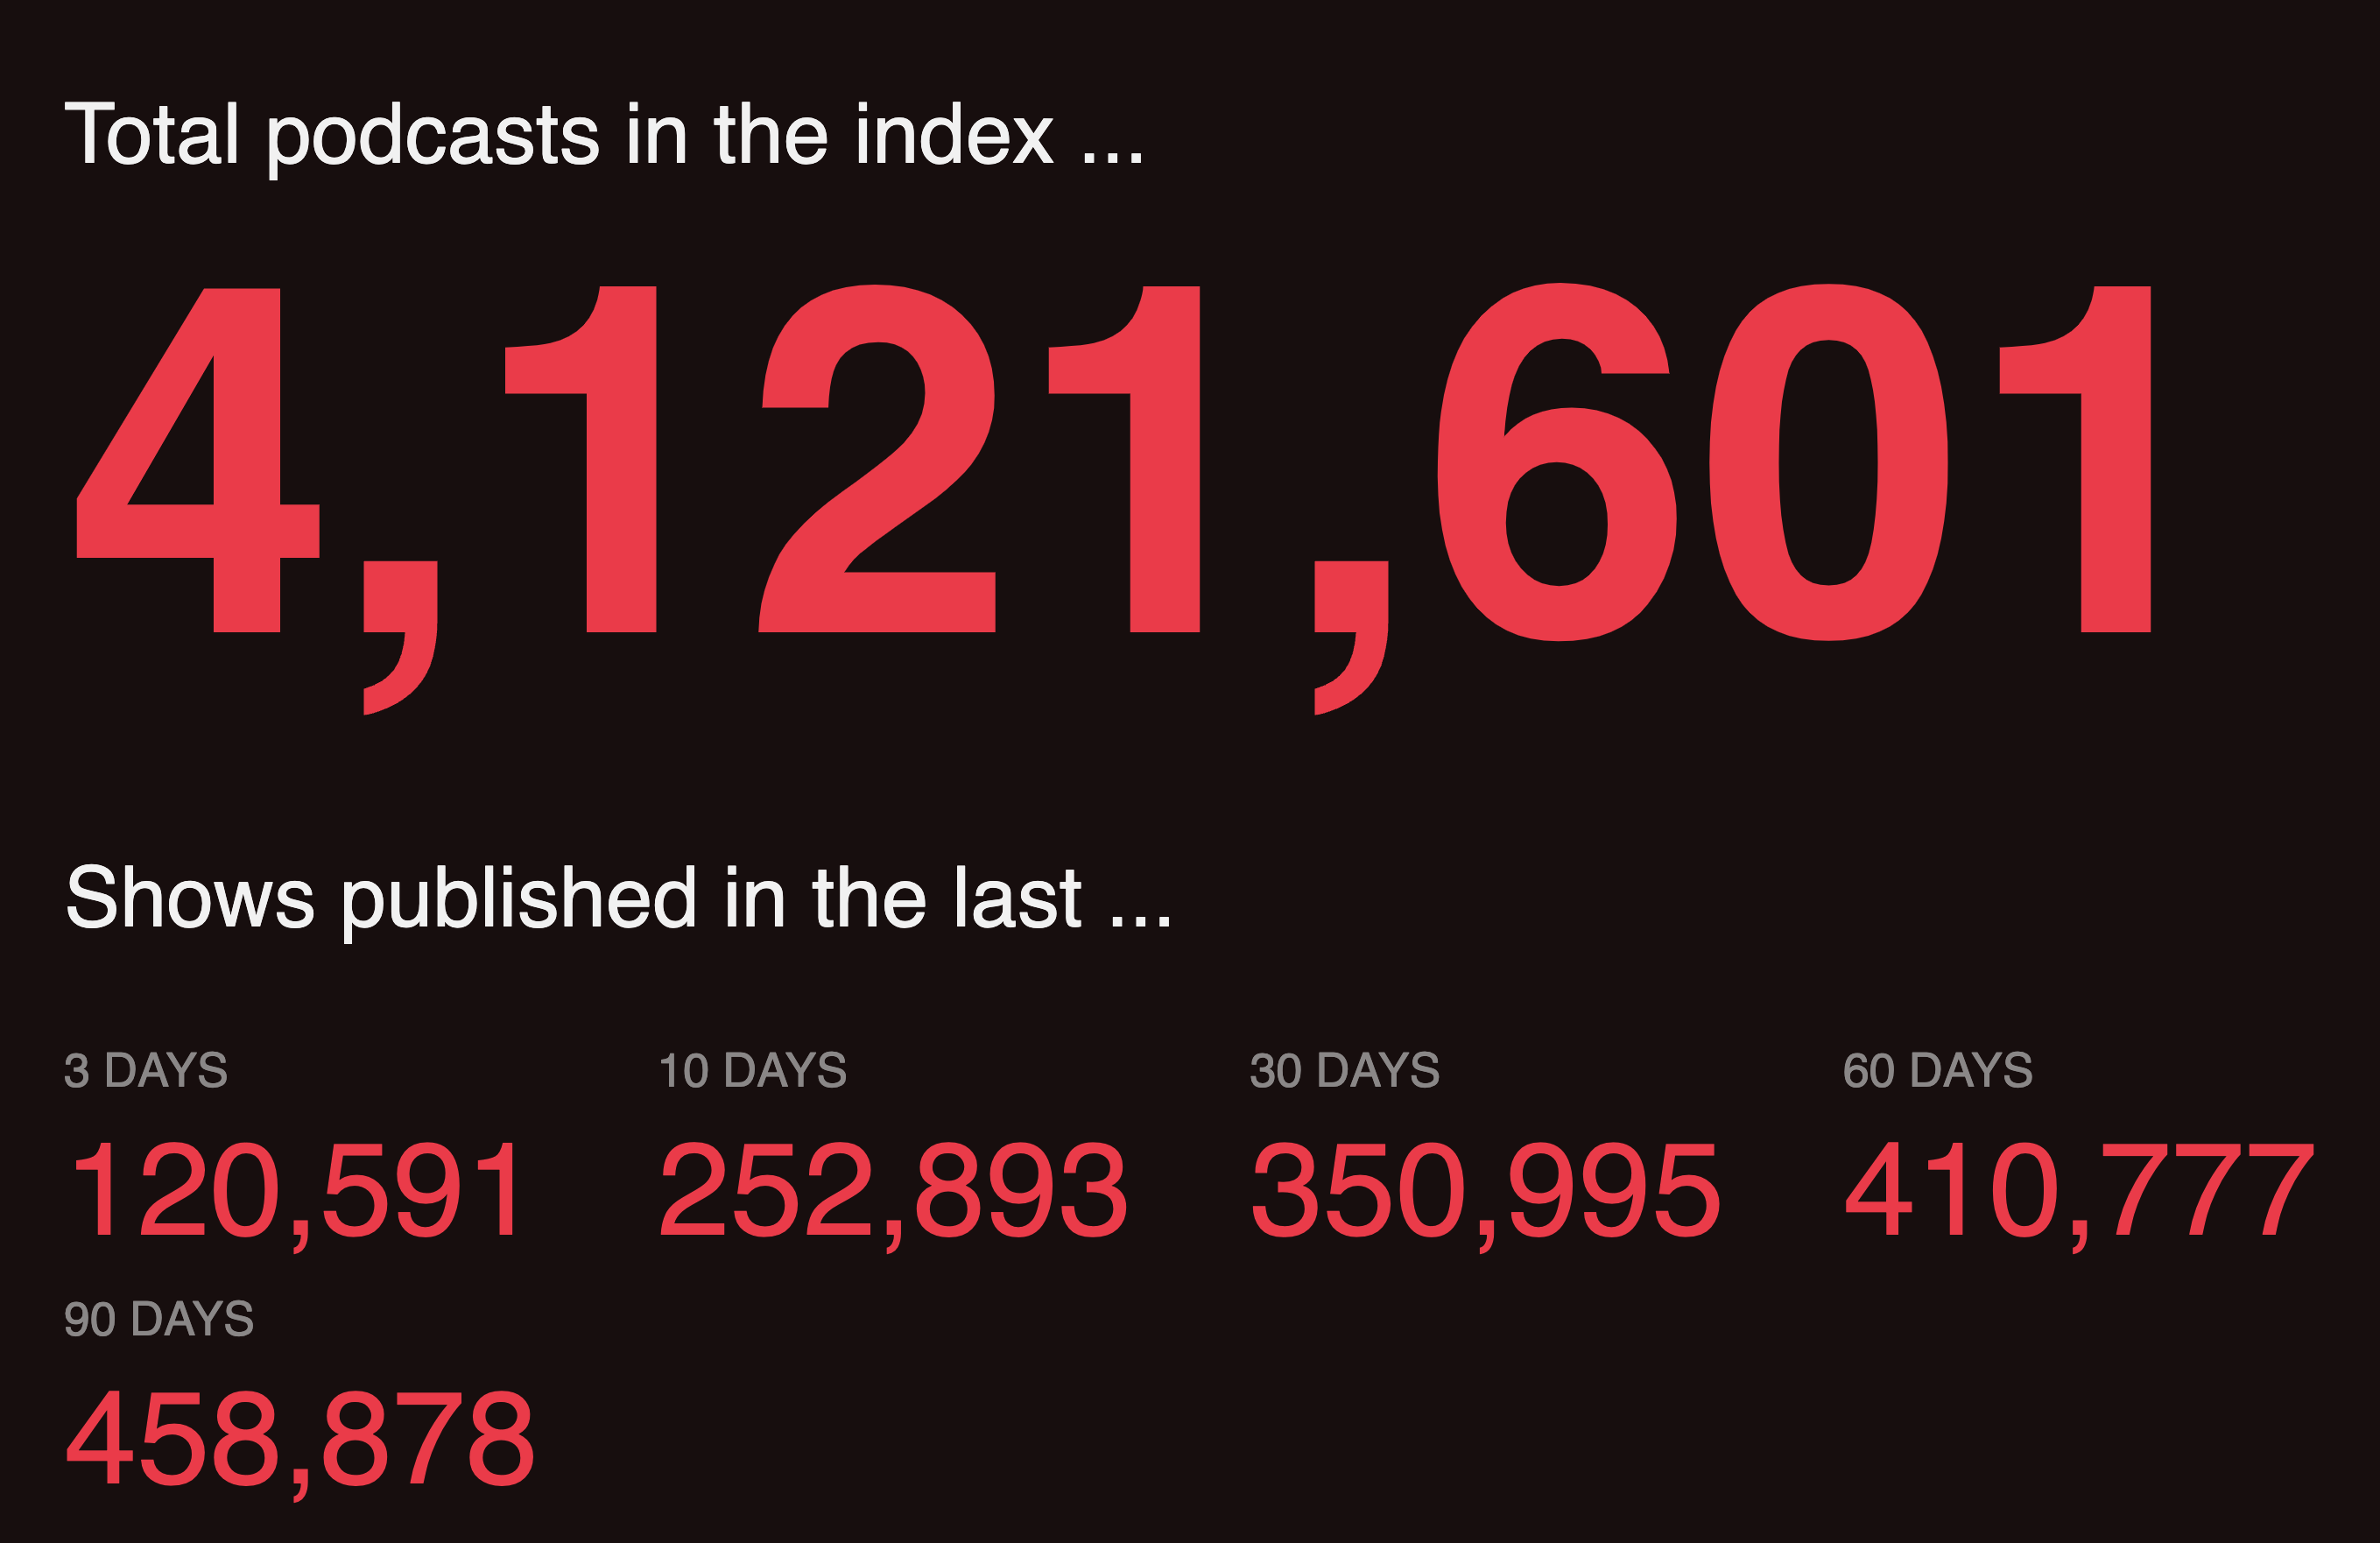 Total podcasts in the index ...
4,121,601
Shows published in the last ...
3 DAYS 10 DAYS 30 DAYS 60 DAYS
120,591 252,893 350,995 410,777
90 DAYS
458,878